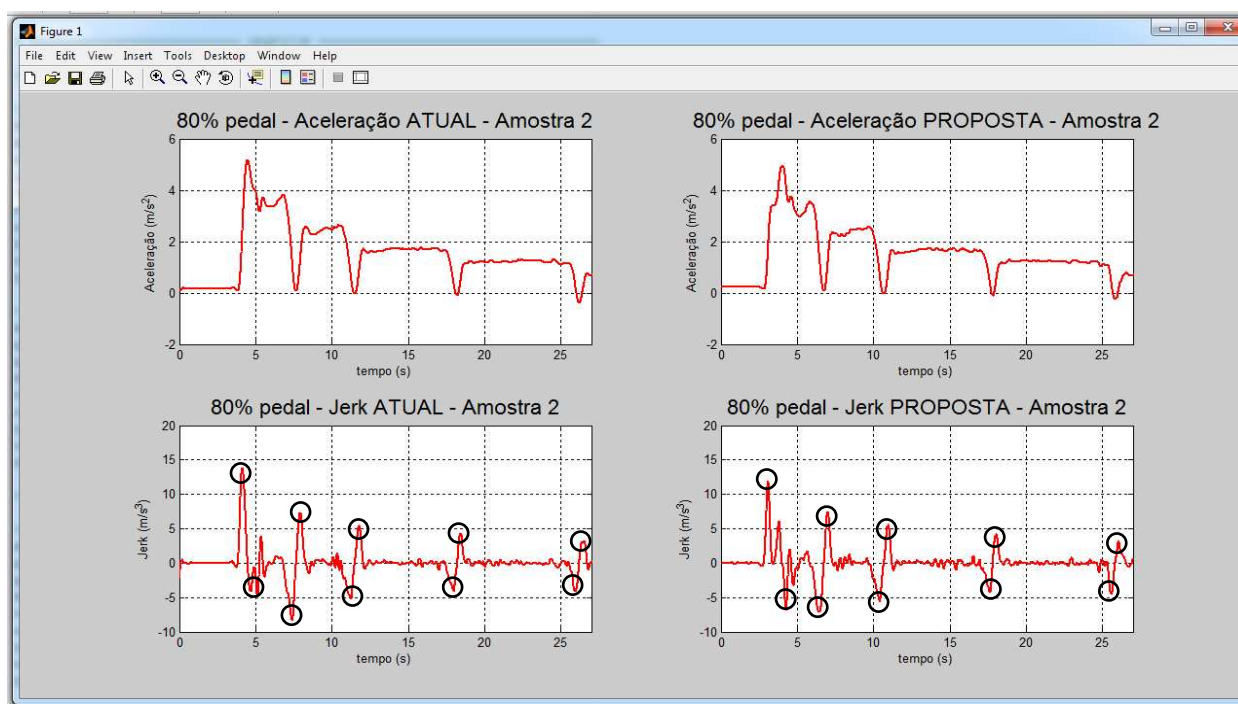 Figure 1
File Edit View Insert Tools Desktop Window Help
80% pedal - Aceleração ATUAL - Amostra 2
Aceleração (m/s²)
6
4
2
0
-2
0 5 10 15 20 25
tempo (s)
80% pedal - Aceleração PROPOSTA - Amostra 2
Aceleração (m/s²)
6
4
2
0
-2
0 5 10 15 20 25
tempo (s)
80% pedal - Jerk ATUAL - Amostra 2
Jerk (m/s³)
20
15
10
5
0
-5
-10
0 5 10 15 20 25
tempo (s)
80% pedal - Jerk PROPOSTA - Amostra 2
Jerk (m/s³)
20
15
10
5
0
-5
-10
0 5 10 15 20 25
tempo (s)